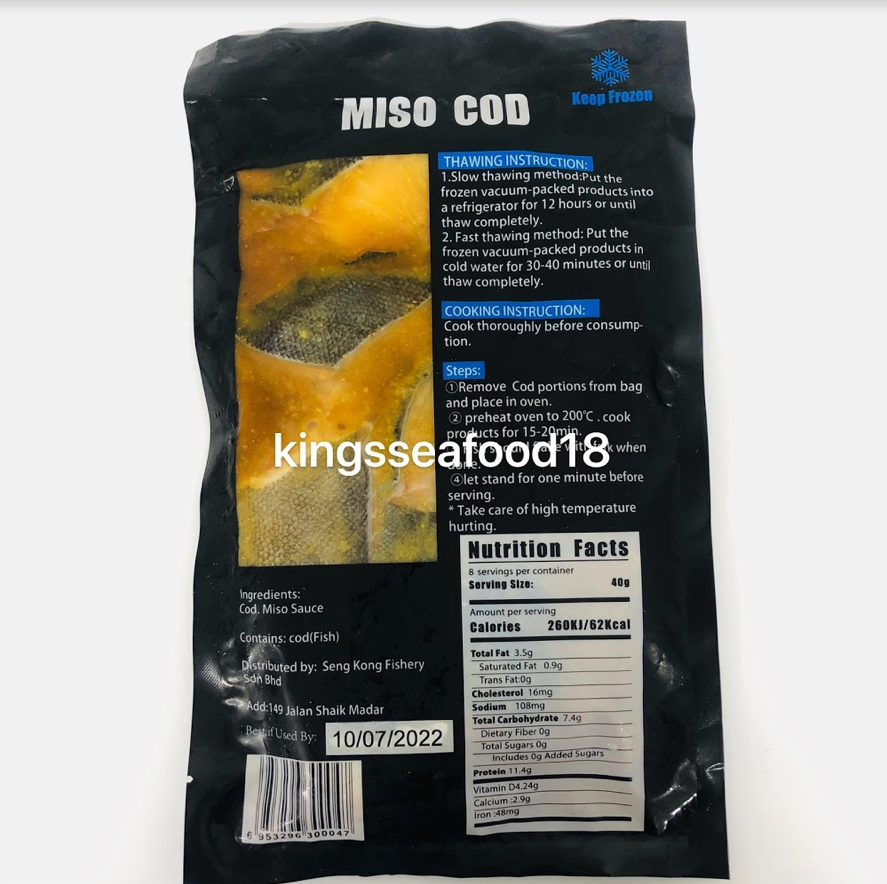 Keep Frozen
MISO COD
THAWING INSTRUCTION:
1.Slow thawing method:Put the
frozen vacuum-packed products into
a refrigerator for 12 hours or until
thaw completely.
2. Fast thawing method: Put the
frozen vacuum-packed products in
cold water for 30-40 minutes or until
thaw completely.
COOKING INSTRUCTION:
Cook thoroughly before consump-
tion.
Steps:
①Remove Cod portions from bag
and place in oven.
② preheat oven to 200℃ . cook
products for 15-20min.
when
done.
④let stand for one minute before
serving.
* Take care of high temperature
hurting.
kingsseafood18
Ingredients:
Cod. Miso Sauce
Contains: cod(Fish)
Distributed by: Seng Kong Fishery
Sdn Bhd
Add:149 Jalan Shaik Madar
Best if Used By: 10/07/2022
6 953296 300047
Nutrition Facts
8 servings per container
Serving Size: 40g
Amount per serving
Calories 260KJ/62Kcal
Total Fat 3.5g
Saturated Fat 0.9g
Trans Fat:0g
Cholesterol 16mg
Sodium 108mg
Total Carbohydrate 7.4g
Dietary Fiber 0g
Total Sugars 0g
Includes 0g Added Sugars
Protein 11.4g
Vitamin D4.24g
Calcium :2.9g
Iron :48mg